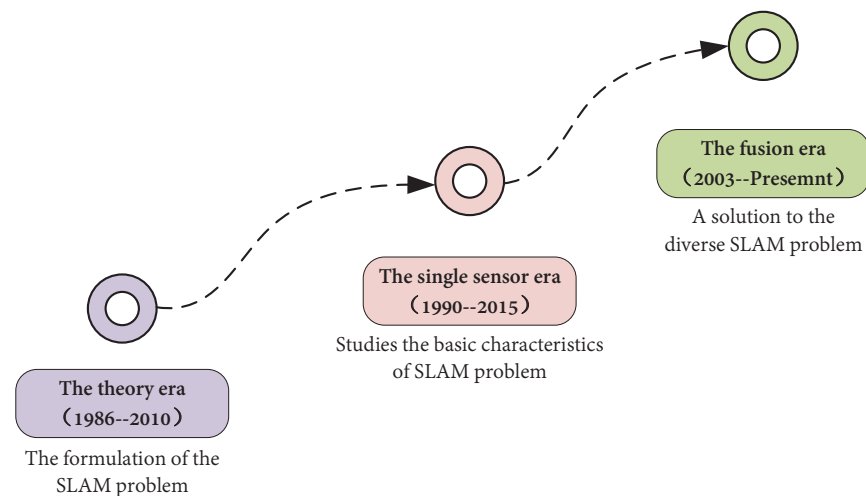 The theory era
（1986--2010）
The formulation of the
SLAM problem
The single sensor era
（1990--2015）
Studies the basic characteristics
of SLAM problem
The fusion era
（2003--Presemnt）
A solution to the
diverse SLAM problem